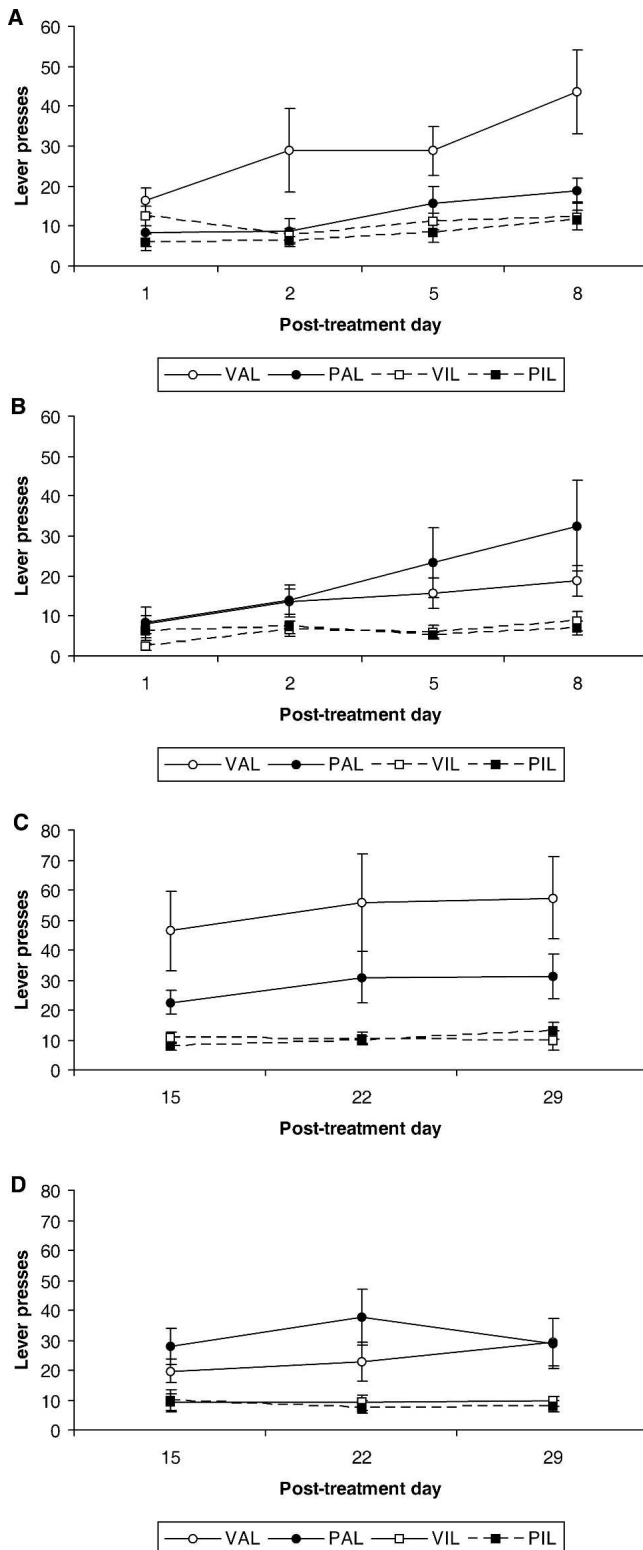 A
60
50
40
30
20
10
0
Lever presses
1 2 5 8
Post-treatment day
VAL PAL VIL PIL
B
60
50
40
30
20
10
0
Lever presses
1 2 5 8
Post-treatment day
VAL PAL VIL PIL
C
80
70
60
50
40
30
20
10
0
Lever presses
15 22 29
Post-treatment day
D
80
70
60
50
40
30
20
10
0
Lever presses
15 22 29
Post-treatment day
VAL PAL VIL PIL